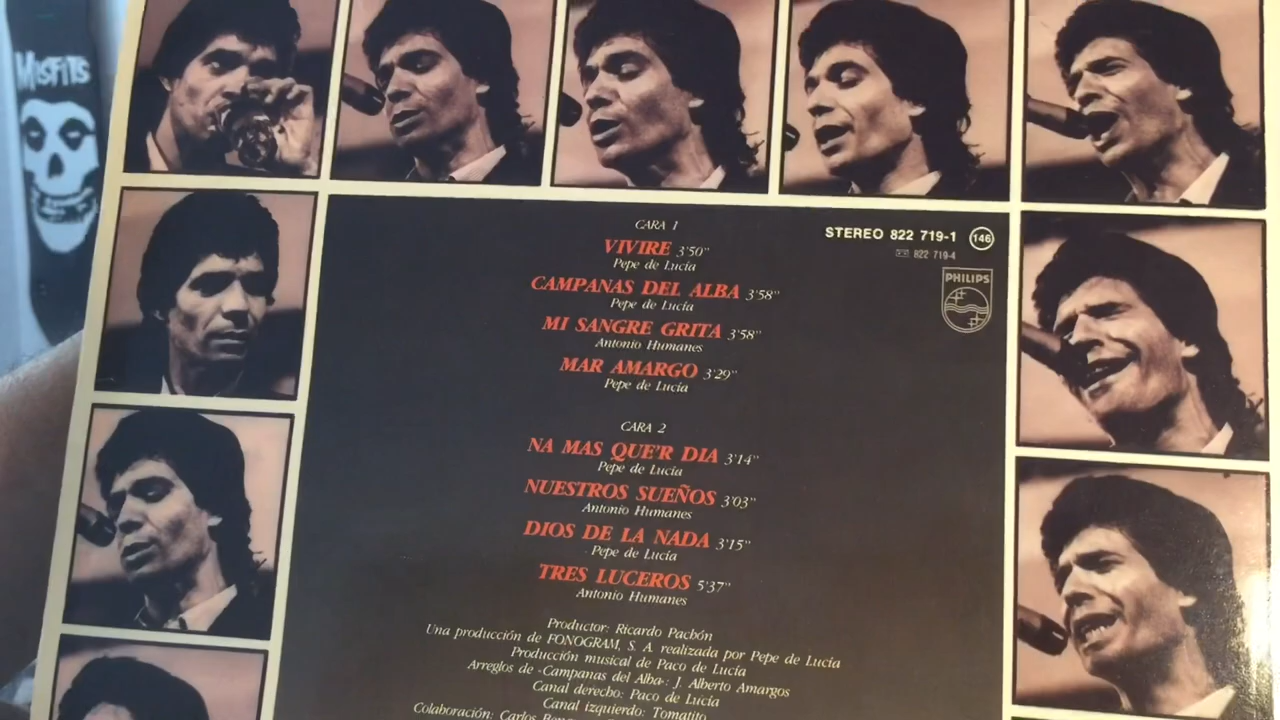 MISFITS
CARA 1
VIVIRE 3'50"
Pepe de Lucía
CAMPANAS DEL ALBA 3'58"
Pepe de Lucía
MI SANGRE GRITA 3'58"
Antonio Humanes
MAR AMARGO 3'29"
Pepe de Lucía
STEREO 822 719-1 146
822 719-4
PHILIPS
CARA 2
NA MAS QUE'R DIA 3'14"
Pepe de Lucía
NUESTROS SUEÑOS 3'03"
Antonio Humanes
DIOS DE LA NADA 3'15"
Pepe de Lucía
TRES LUCEROS 5'37"
Antonio Humanes
Productor: Ricardo Pachón
Una producción de FONOGRAM, S. A. realizada por Pepe de Lucía
Producción musical de Paco de Lucía
Arreglos de «Campanas del Alba»: J. Alberto Amargos
Canal derecho: Paco de Lucía
Canal izquierdo: Tomatito
Colaboración: Carlos